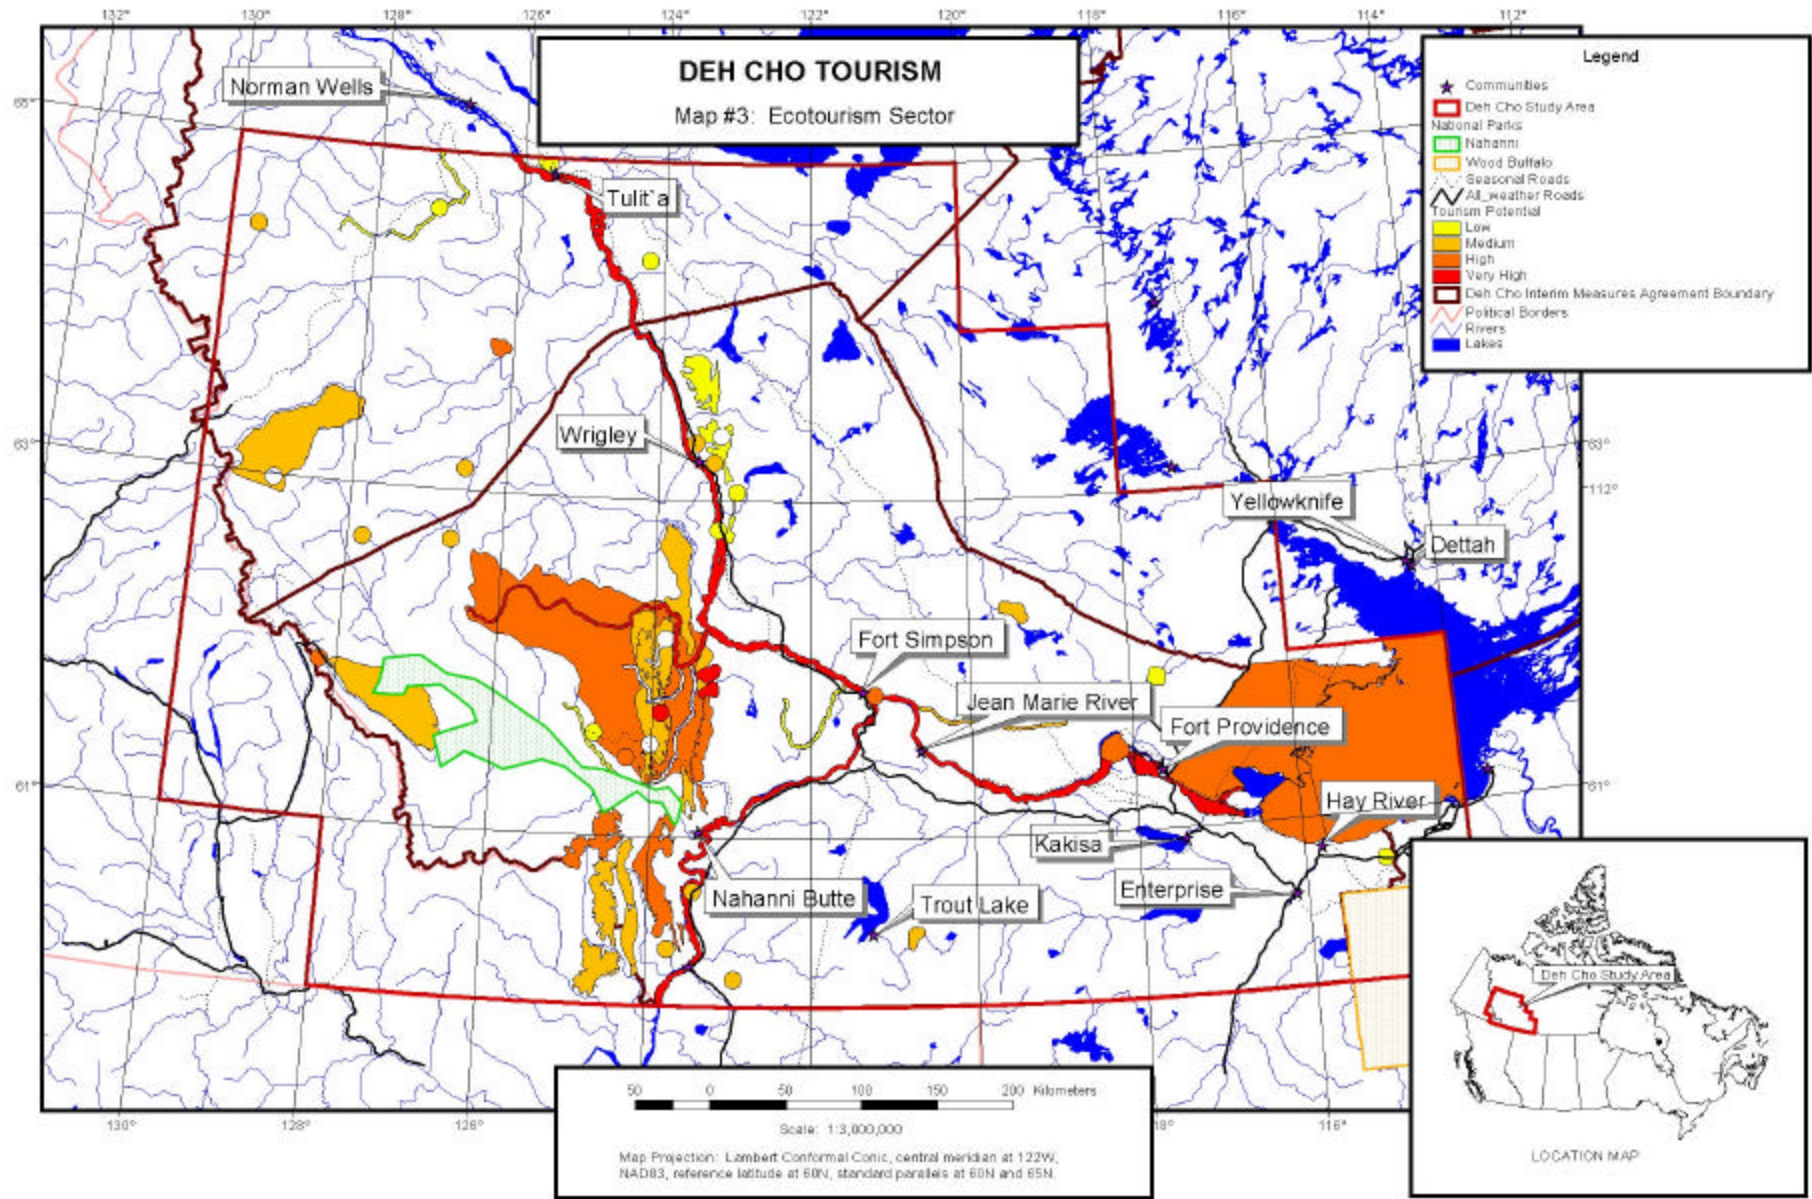 132°
130°
128°
126°
124°
122°
120°
118°
116°
114°
112°
DEH CHO TOURISM
Map #3: Ecotourism Sector
Legend
Communities
Deh Cho Study Area
National Parks
Nahanni
Wood Buffalo
Seasonal Roads
All_weather Roads
Tourism Potential
Low
Medium
High
Very High
Deh Cho Interim Measures Agreement Boundary
Political Borders
Rivers
Lakes
Norman Wells
65°
Tulit`a
Wrigley
63°
63°
112°
Yellowknife
Dettah
Fort Simpson
Jean Marie River
Fort Providence
61°
61°
Hay River
Kakisa
Enterprise
Nahanni Butte
Trout Lake
Deh Cho Study Area
LOCATION MAP
50 0 50 100 150 200 Kilometers
Scale: 1:3,000,000
Map Projection: Lambert Conformal Conic, central meridian at 122W,
NAD83, reference latitude at 60N, standard parallels at 60N and 65N.
130°
128°
126°
18°
116°